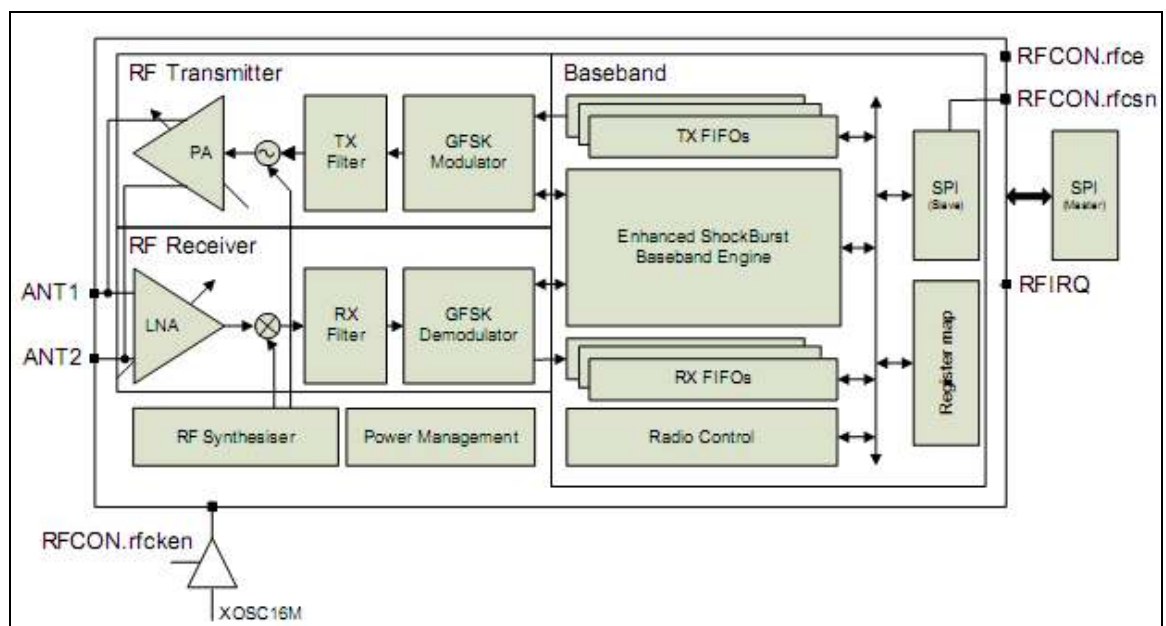 RF Transmitter
Baseband
RFCON.rfce
RFCON.rfcsn
PA
TX
Filter
GFSK
Modulator
TX FIFOs
SPI
(Slave)
SPI
(Master)
Enhanced ShockBurst
Baseband Engine
RF Receiver
ANT1
ANT2
LNA
RX
Filter
GFSK
Demodulator
RFIRQ
RX FIFOs
Register map
RF Synthesiser
Power Management
Radio Control
RFCON.rfcken
XOSC16M